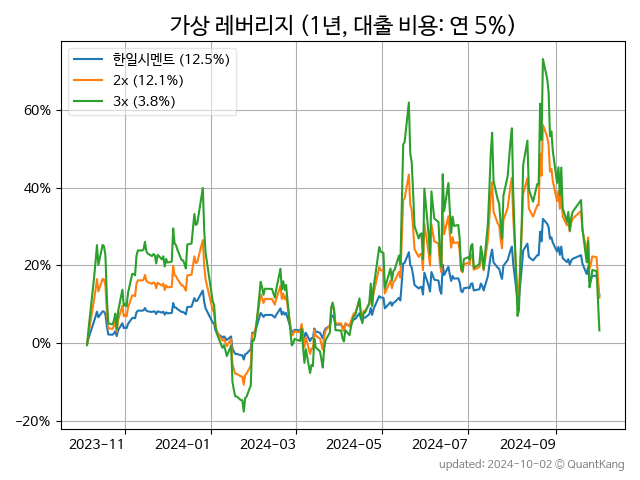 가상 레버리지 (1년, 대출 비용: 연 5%)
한일시멘트 (12.5%)
2x (12.1%)
3x (3.8%)
60%
40%
20%
0%
−20%
2023-11
2024-01
2024-03
2024-05
2024-07
2024-09
updated: 2024-10-02 © QuantKang